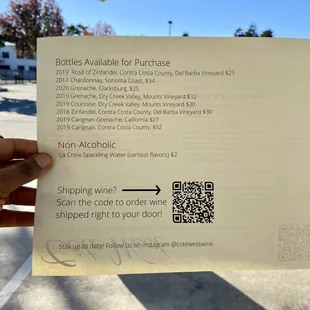 Bottles Available for Purchase
2019 Rosé of Zinfandel, Contra Costa County, Del Barba Vineyard $25
2017 Chardonnay, Sonoma Coast, $34
2020 Grenache, Clarksburg, $25
2019 Grenache, Dry Creek Valley, Mounts Vineyard $32
2019 Counoise, Dry Creek Valley, Mounts Vineyard $30
2018 Zinfandel, Contra Costa County, Del Barba Vineyard $30
2019 Carignan-Grenache, California $27
2019 Carignan, Contra Costa County, $32
Non-Alcoholic
La Croix Sparkling Water (various flavors) $2
Shipping wine?
Scan the code to order wine
shipped right to your door!
Stay up to date! Follow us on instagram @cotewestwine